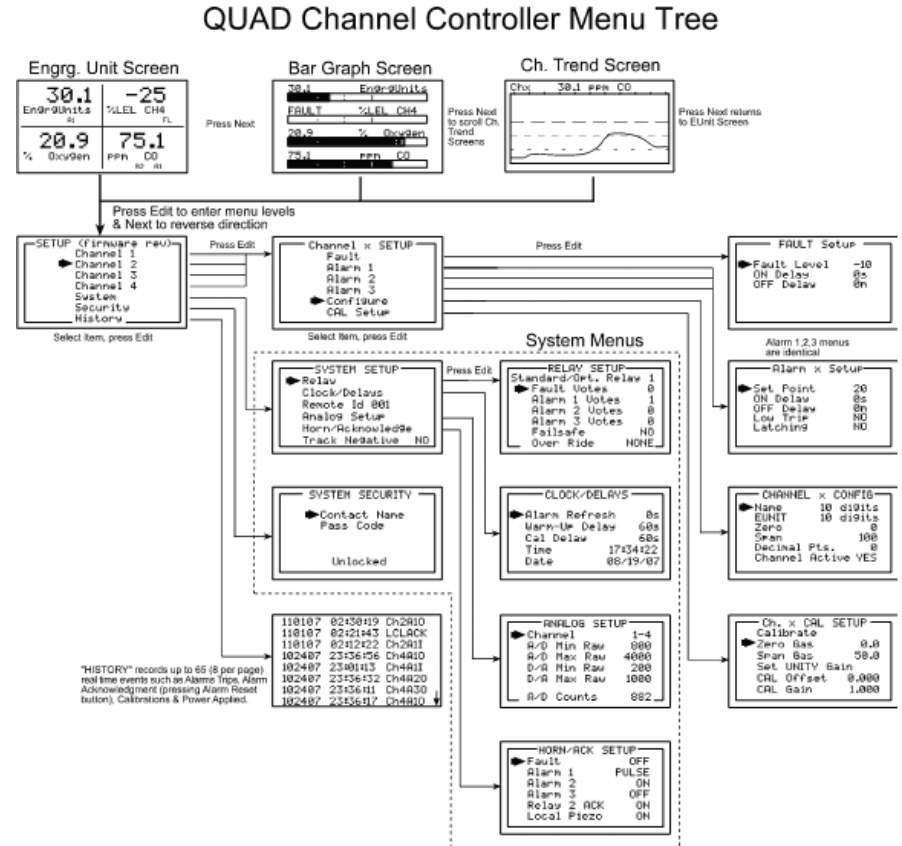 QUAD Channel Controller Menu Tree
Engrg. Unit Screen
30.1
EngrgUnits
A1
-25
%LEL CH4
FL
20.9
% Oxygen
75.1
PPM CO
A2 A1
Press Next
Bar Graph Screen
30.1 EngrgUnits
FAULT %LEL CH4
20.9 % Oxygen
75.1 PPM CO
Press Next
to scroll Ch.
Trend
Screens
Ch. Trend Screen
Chx 30.1 PPM CO
Press Next returns
to EUnit Screen
Press Edit to enter menu levels
& Next to reverse direction
SETUP (firmware rev)
Channel 1
Channel 2
Channel 3
Channel 4
System
Security
History
Select Item, press Edit
Press Edit
Channel x SETUP
Fault
Alarm 1
Alarm 2
Alarm 3
Configure
CAL Setup
Select Item, press Edit
Press Edit
FAULT Setup
Fault Level -10
ON Delay 0s
OFF Delay 0m
Alarm 1,2,3 menus
are identical
Alarm x Setup
Set Point 20
ON Delay 0s
OFF Delay 0m
Low Trip NO
Latching NO
CHANNEL x CONFIG
Name 10 digits
EUNIT 10 digits
Zero 0
Span 100
Decimal Pts. 0
Channel Active YES
Ch. x CAL SETUP
Calibrate
Zero Gas 0.0
Span Gas 50.0
Set UNITY Gain
CAL Offset 0.000
CAL Gain 1.000
System Menus
SYSTEM SETUP
Relay
Clock/Delays
Remote Id 001
Analog Setup
Horn/Acknowledge
Track Negative NO
Press Edit
RELAY SETUP
Standard/Opt. Relay 1
Fault Votes 0
Alarm 1 Votes 1
Alarm 2 Votes 0
Alarm 3 Votes 0
Failsafe NO
Over Ride NONE
SYSTEM SECURITY
Contact Name
Pass Code
Unlocked
CLOCK/DELAYS
Alarm Refresh 0s
Warm-Up Delay 60s
Cal Delay 60s
Time 17:34:22
Date 08/19/07
110107 02:30:19 Ch2A1O
110107 02:21:43 LCLACK
110107 02:12:22 Ch2A1I
102407 23:36:56 Ch4A1O
102407 23:01:13 Ch4A1I
102407 23:36:32 Ch4A2O
102407 23:36:11 Ch4A3O
102407 23:36:17 Ch4A1O
"HISTORY" records up to 65 (8 per page)
real time events such as Alarms Trips, Alarm
Acknowledgment (pressing Alarm Reset
button), Calibrations & Power Applied.
ANALOG SETUP
Channel 1-4
A/D Min Raw 800
A/D Max Raw 4000
D/A Min Raw 200
D/A Max Raw 1000
A/D Counts 882
HORN/ACK SETUP
Fault OFF
Alarm 1 PULSE
Alarm 2 ON
Alarm 3 OFF
Relay 2 ACK ON
Local Piezo ON